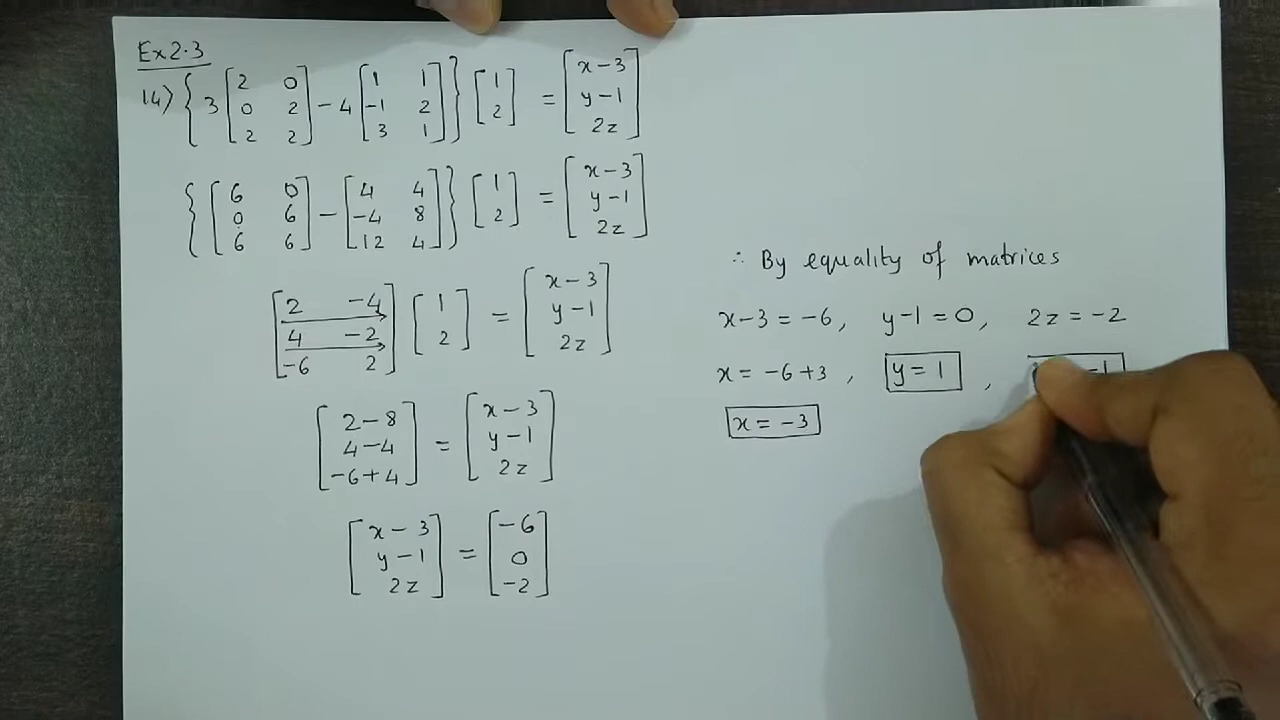 Ex 2.3
14) { 3 [2 0; 0 2; 2 2] - 4 [1 1; -1 2; 3 1] } [1; 2] = [x-3; y-1; 2z]
{ [6 0; 0 6; 6 6] - [4 4; -4 8; 12 4] } [1; 2] = [x-3; y-1; 2z]
[2 -4; 4 -2; -6 2] [1; 2] = [x-3; y-1; 2z]
[2-8; 4-4; -6+4] = [x-3; y-1; 2z]
[x-3; y-1; 2z] = [-6; 0; -2]
∴ By equality of matrices
x-3 = -6, y-1 = 0, 2z = -2
x = -6+3, y = 1,
x = -3